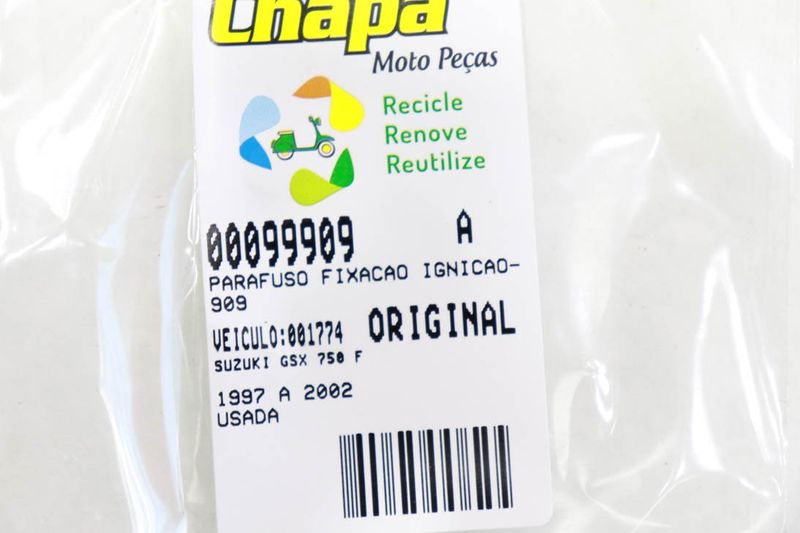 Chapa
Moto Peças
Recicle
Renove
Reutilize
00099909 A
PARAFUSO FIXACAO IGNICAO-
909
VEICULO:001774 ORIGINAL
SUZUKI GSX 750 F
1997 A 2002
USADA